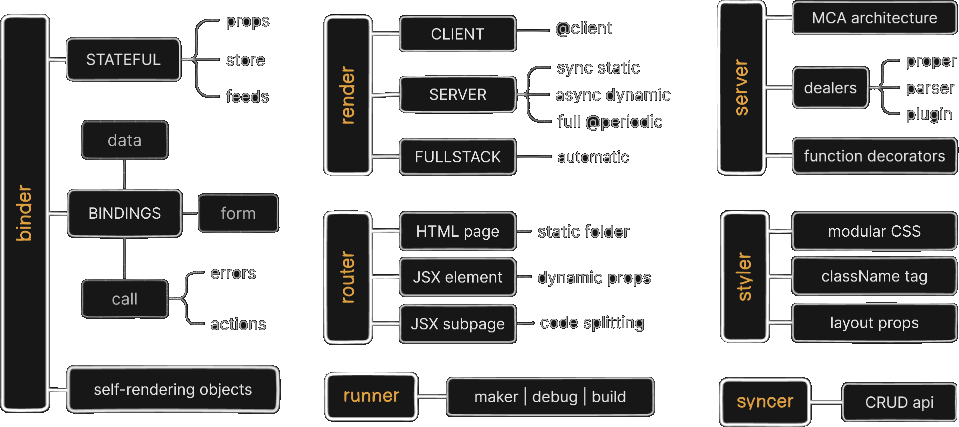 binder
STATEFUL
props
store
feeds
data
BINDINGS
form
call
errors
actions
self-rendering objects
render
CLIENT
@client
SERVER
sync static
async dynamic
full @periodic
FULLSTACK
automatic
router
HTML page
static folder
JSX element
dynamic props
JSX subpage
code splitting
runner
maker | debug | build
server
MCA architecture
dealers
proper
parser
plugin
function decorators
styler
modular CSS
className tag
layout props
syncer
CRUD api